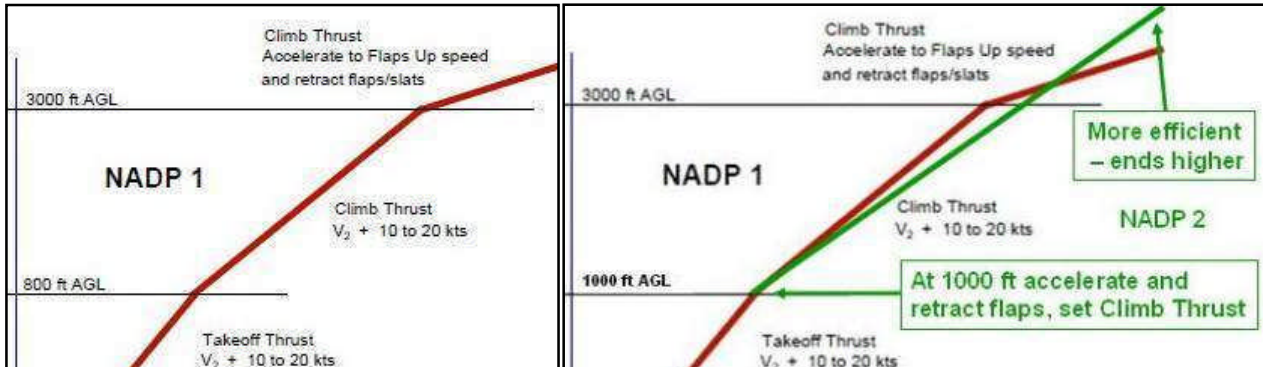 Climb Thrust
Accelerate to Flaps Up speed
and retract flaps/slats
3000 ft AGL
NADP 1
Climb Thrust
V₂ + 10 to 20 kts
800 ft AGL
Takeoff Thrust
V₂ + 10 to 20 kts
Climb Thrust
Accelerate to Flaps Up speed
and retract flaps/slats
3000 ft AGL
More efficient
– ends higher
NADP 1
Climb Thrust
V₂ + 10 to 20 kts
NADP 2
1000 ft AGL
At 1000 ft accelerate and
retract flaps, set Climb Thrust
Takeoff Thrust
V₂ + 10 to 20 kts